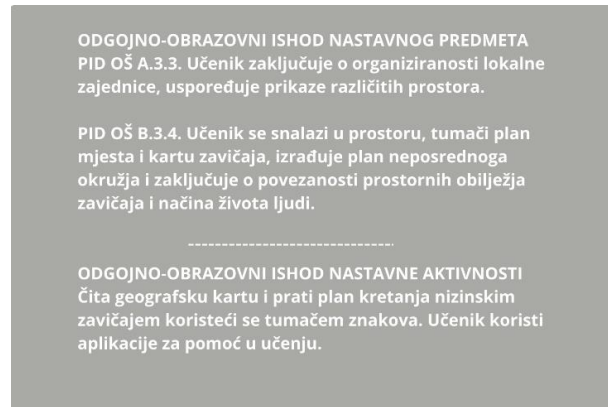 ODGOJNO-OBRAZOVNI ISHOD NASTAVNOG PREDMETA
PID OŠ A.3.3. Učenik zaključuje o organiziranosti lokalne
zajednice, uspoređuje prikaze različitih prostora.
PID OŠ B.3.4. Učenik se snalazi u prostoru, tumači plan
mjesta i kartu zavičaja, izrađuje plan neposrednoga
okružja i zaključuje o povezanosti prostornih obilježja
zavičaja i načina života ljudi.
------------------------------
ODGOJNO-OBRAZOVNI ISHOD NASTAVNE AKTIVNOSTI
Čita geografsku kartu i prati plan kretanja nizinskim
zavičajem koristeći se tumačem znakova. Učenik koristi
aplikacije za pomoć u učenju.